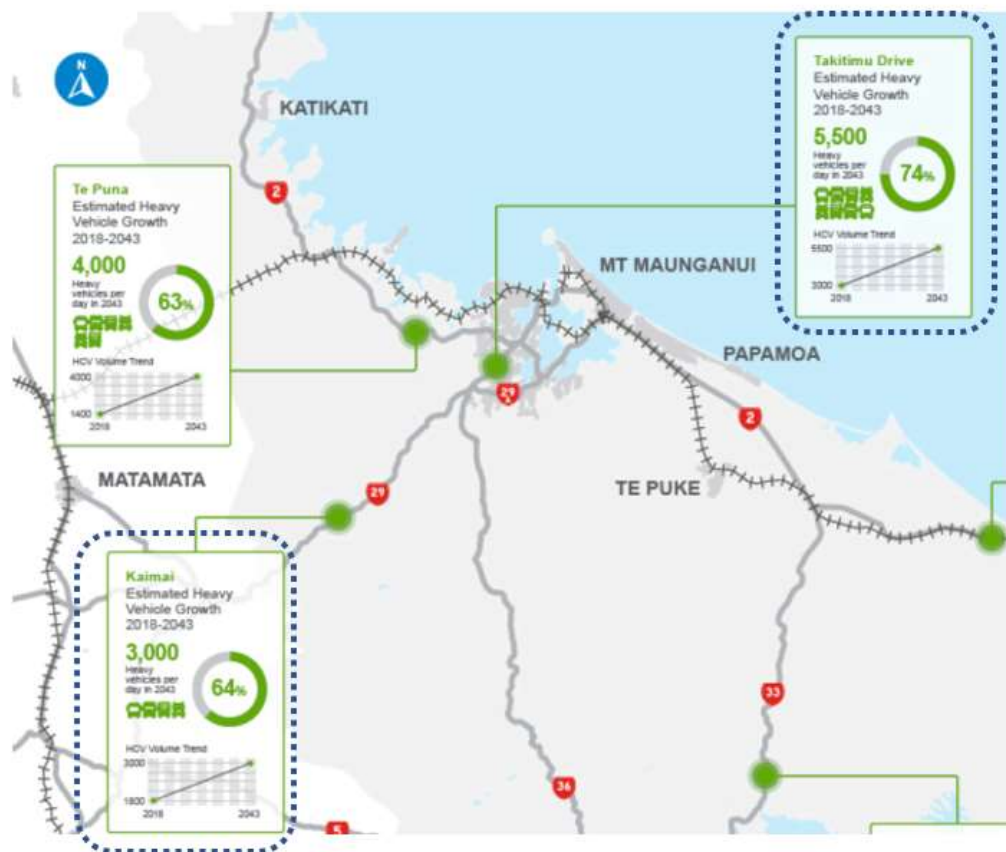 N
KATIKATI
2
Takitimu Drive
Estimated Heavy
Vehicle Growth
2018-2043
5,500
Heavy
vehicles per
day in 2043
74%
HCV Volume Trend
5500
3000
2018
2043
Te Puna
Estimated Heavy
Vehicle Growth
2018-2043
4,000
Heavy
vehicles per
day in 2043
63%
HCV Volume Trend
4000
1400
2018
2043
MT MAUNGANUI
PAPAMOA
29
2
TE PUKE
MATAMATA
29
Kaimai
Estimated Heavy
Vehicle Growth
2018-2043
3,000
Heavy
vehicles per
day in 2043
64%
HCV Volume Trend
3000
1800
2018
2043
33
36
5